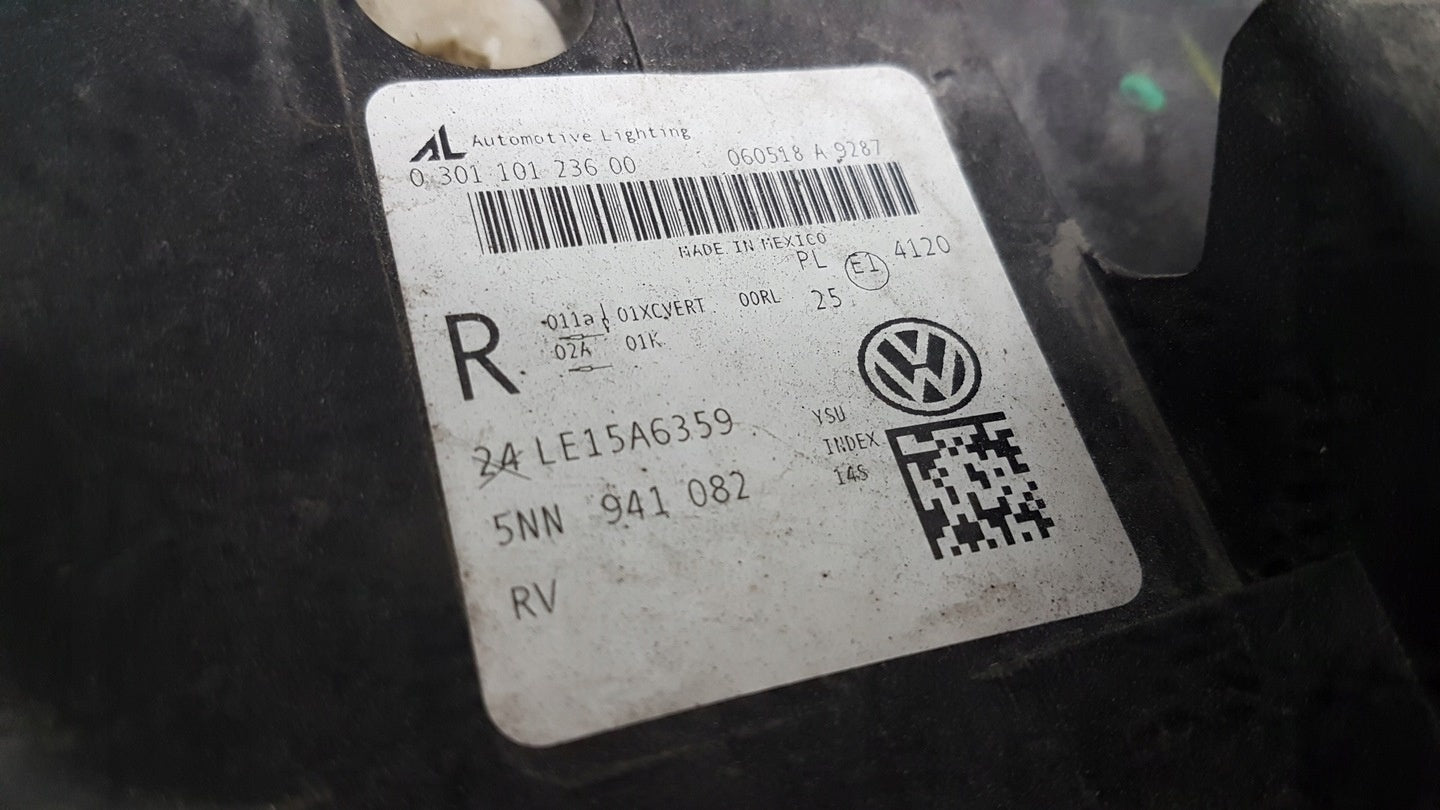 AL Automotive Lighting
0 301 101 236 00 060518 A 9287
MADE IN MEXICO
PL E1 4120
R 011a 01XCVERT 00RL 25
02A 01K
24 LE15A6359
YSU
INDEX
14S
5NN 941 082
RV